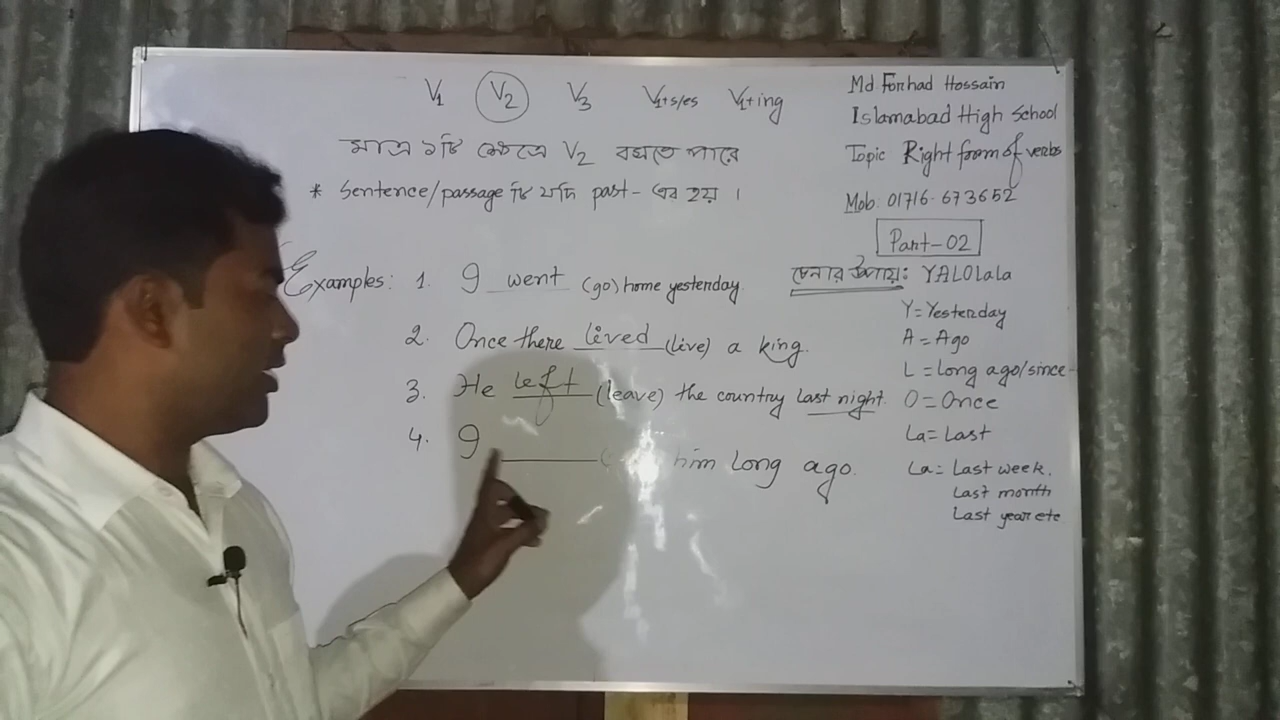 V1 V2 V3 V1+s/es V1+ing
মাত্র ১টি ক্ষেত্রে V2 বসতে পারে
* Sentence/passage টি যদি past-এর হয়।
Examples: 1. I went (go) home yesterday.
2. Once there lived (live) a king.
3. He left (leave) the country last night.
4. I ______ ( him long ago.
Md Forhad Hossain
Islamabad High School
Topic Right form of verbs
Mob: 01716-673652
Part-02
চেনার উপায়: YALOLala
Y = Yesterday
A = Ago
L = Long ago/since
O = Once
La = Last
La = Last week.
Last month
Last year etc